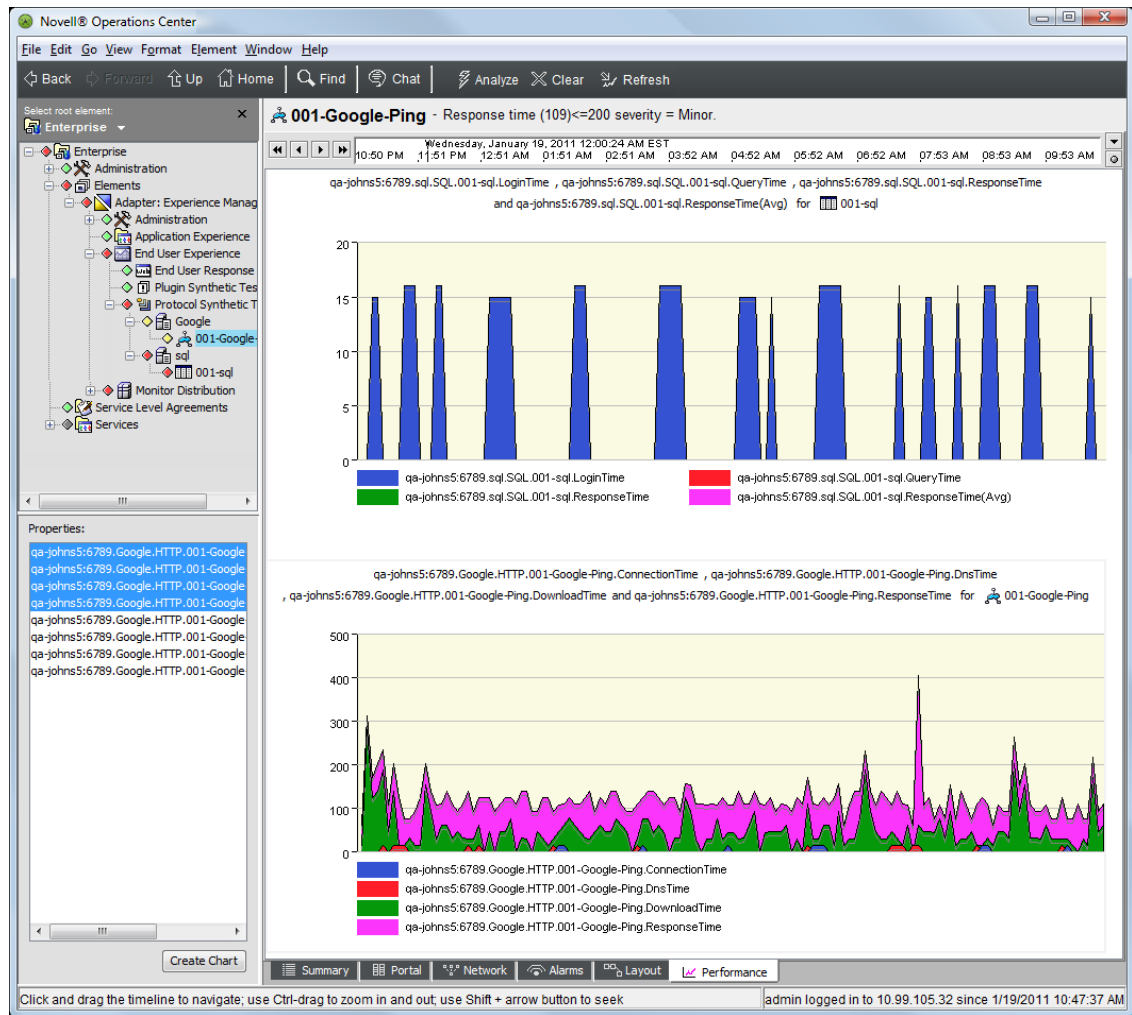 Novell® Operations Center
File Edit Go View Format Element Window Help
Back Forward Up Home Find Chat Analyze Clear Refresh
Select root element:
Enterprise
Enterprise
Administration
Elements
Adapter: Experience Manag
Administration
Application Experience
End User Experience
End User Response
Plugin Synthetic Tes
Protocol Synthetic T
Google
001-Google-
sql
001-sql
Monitor Distribution
Service Level Agreements
Services
Properties:
qa-johns5:6789.Google.HTTP.001-Google
qa-johns5:6789.Google.HTTP.001-Google
qa-johns5:6789.Google.HTTP.001-Google
qa-johns5:6789.Google.HTTP.001-Google
qa-johns5:6789.Google.HTTP.001-Google
qa-johns5:6789.Google.HTTP.001-Google
qa-johns5:6789.Google.HTTP.001-Google
qa-johns5:6789.Google.HTTP.001-Google
Create Chart
001-Google-Ping - Response time (109)<=200 severity = Minor.
Wednesday, January 19, 2011 12:00:24 AM EST
10:50 PM 11:51 PM 12:51 AM 01:51 AM 02:51 AM 03:52 AM 04:52 AM 05:52 AM 06:52 AM 07:53 AM 08:53 AM 09:53 AM
qa-johns5:6789.sql.SQL.001-sql.LoginTime , qa-johns5:6789.sql.SQL.001-sql.QueryTime , qa-johns5:6789.sql.SQL.001-sql.ResponseTime
and qa-johns5:6789.sql.SQL.001-sql.ResponseTime(Avg) for 001-sql
20
15
10
5
0
qa-johns5:6789.sql.SQL.001-sql.LoginTime qa-johns5:6789.sql.SQL.001-sql.QueryTime
qa-johns5:6789.sql.SQL.001-sql.ResponseTime qa-johns5:6789.sql.SQL.001-sql.ResponseTime(Avg)
qa-johns5:6789.Google.HTTP.001-Google-Ping.ConnectionTime , qa-johns5:6789.Google.HTTP.001-Google-Ping.DnsTime
, qa-johns5:6789.Google.HTTP.001-Google-Ping.DownloadTime and qa-johns5:6789.Google.HTTP.001-Google-Ping.ResponseTime for 001-Google-Ping
500
400
300
200
100
0
qa-johns5:6789.Google.HTTP.001-Google-Ping.ConnectionTime
qa-johns5:6789.Google.HTTP.001-Google-Ping.DnsTime
qa-johns5:6789.Google.HTTP.001-Google-Ping.DownloadTime
qa-johns5:6789.Google.HTTP.001-Google-Ping.ResponseTime
Summary Portal Network Alarms Layout Performance
Click and drag the timeline to navigate; use Ctrl-drag to zoom in and out; use Shift + arrow button to seek
admin logged in to 10.99.105.32 since 1/19/2011 10:47:37 AM